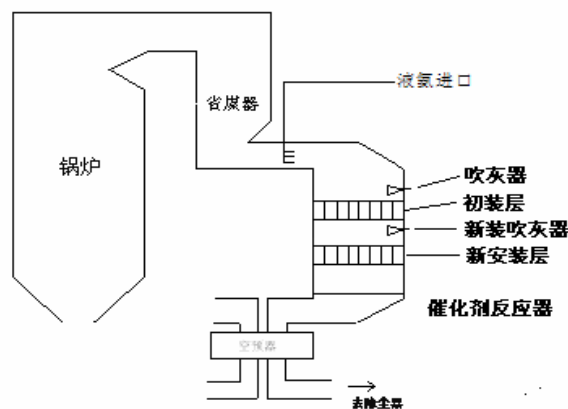 液氨进口
省煤器
锅炉
吹灰器
初装层
新装吹灰器
新安装层
催化剂反应器
空预器
去除尘器